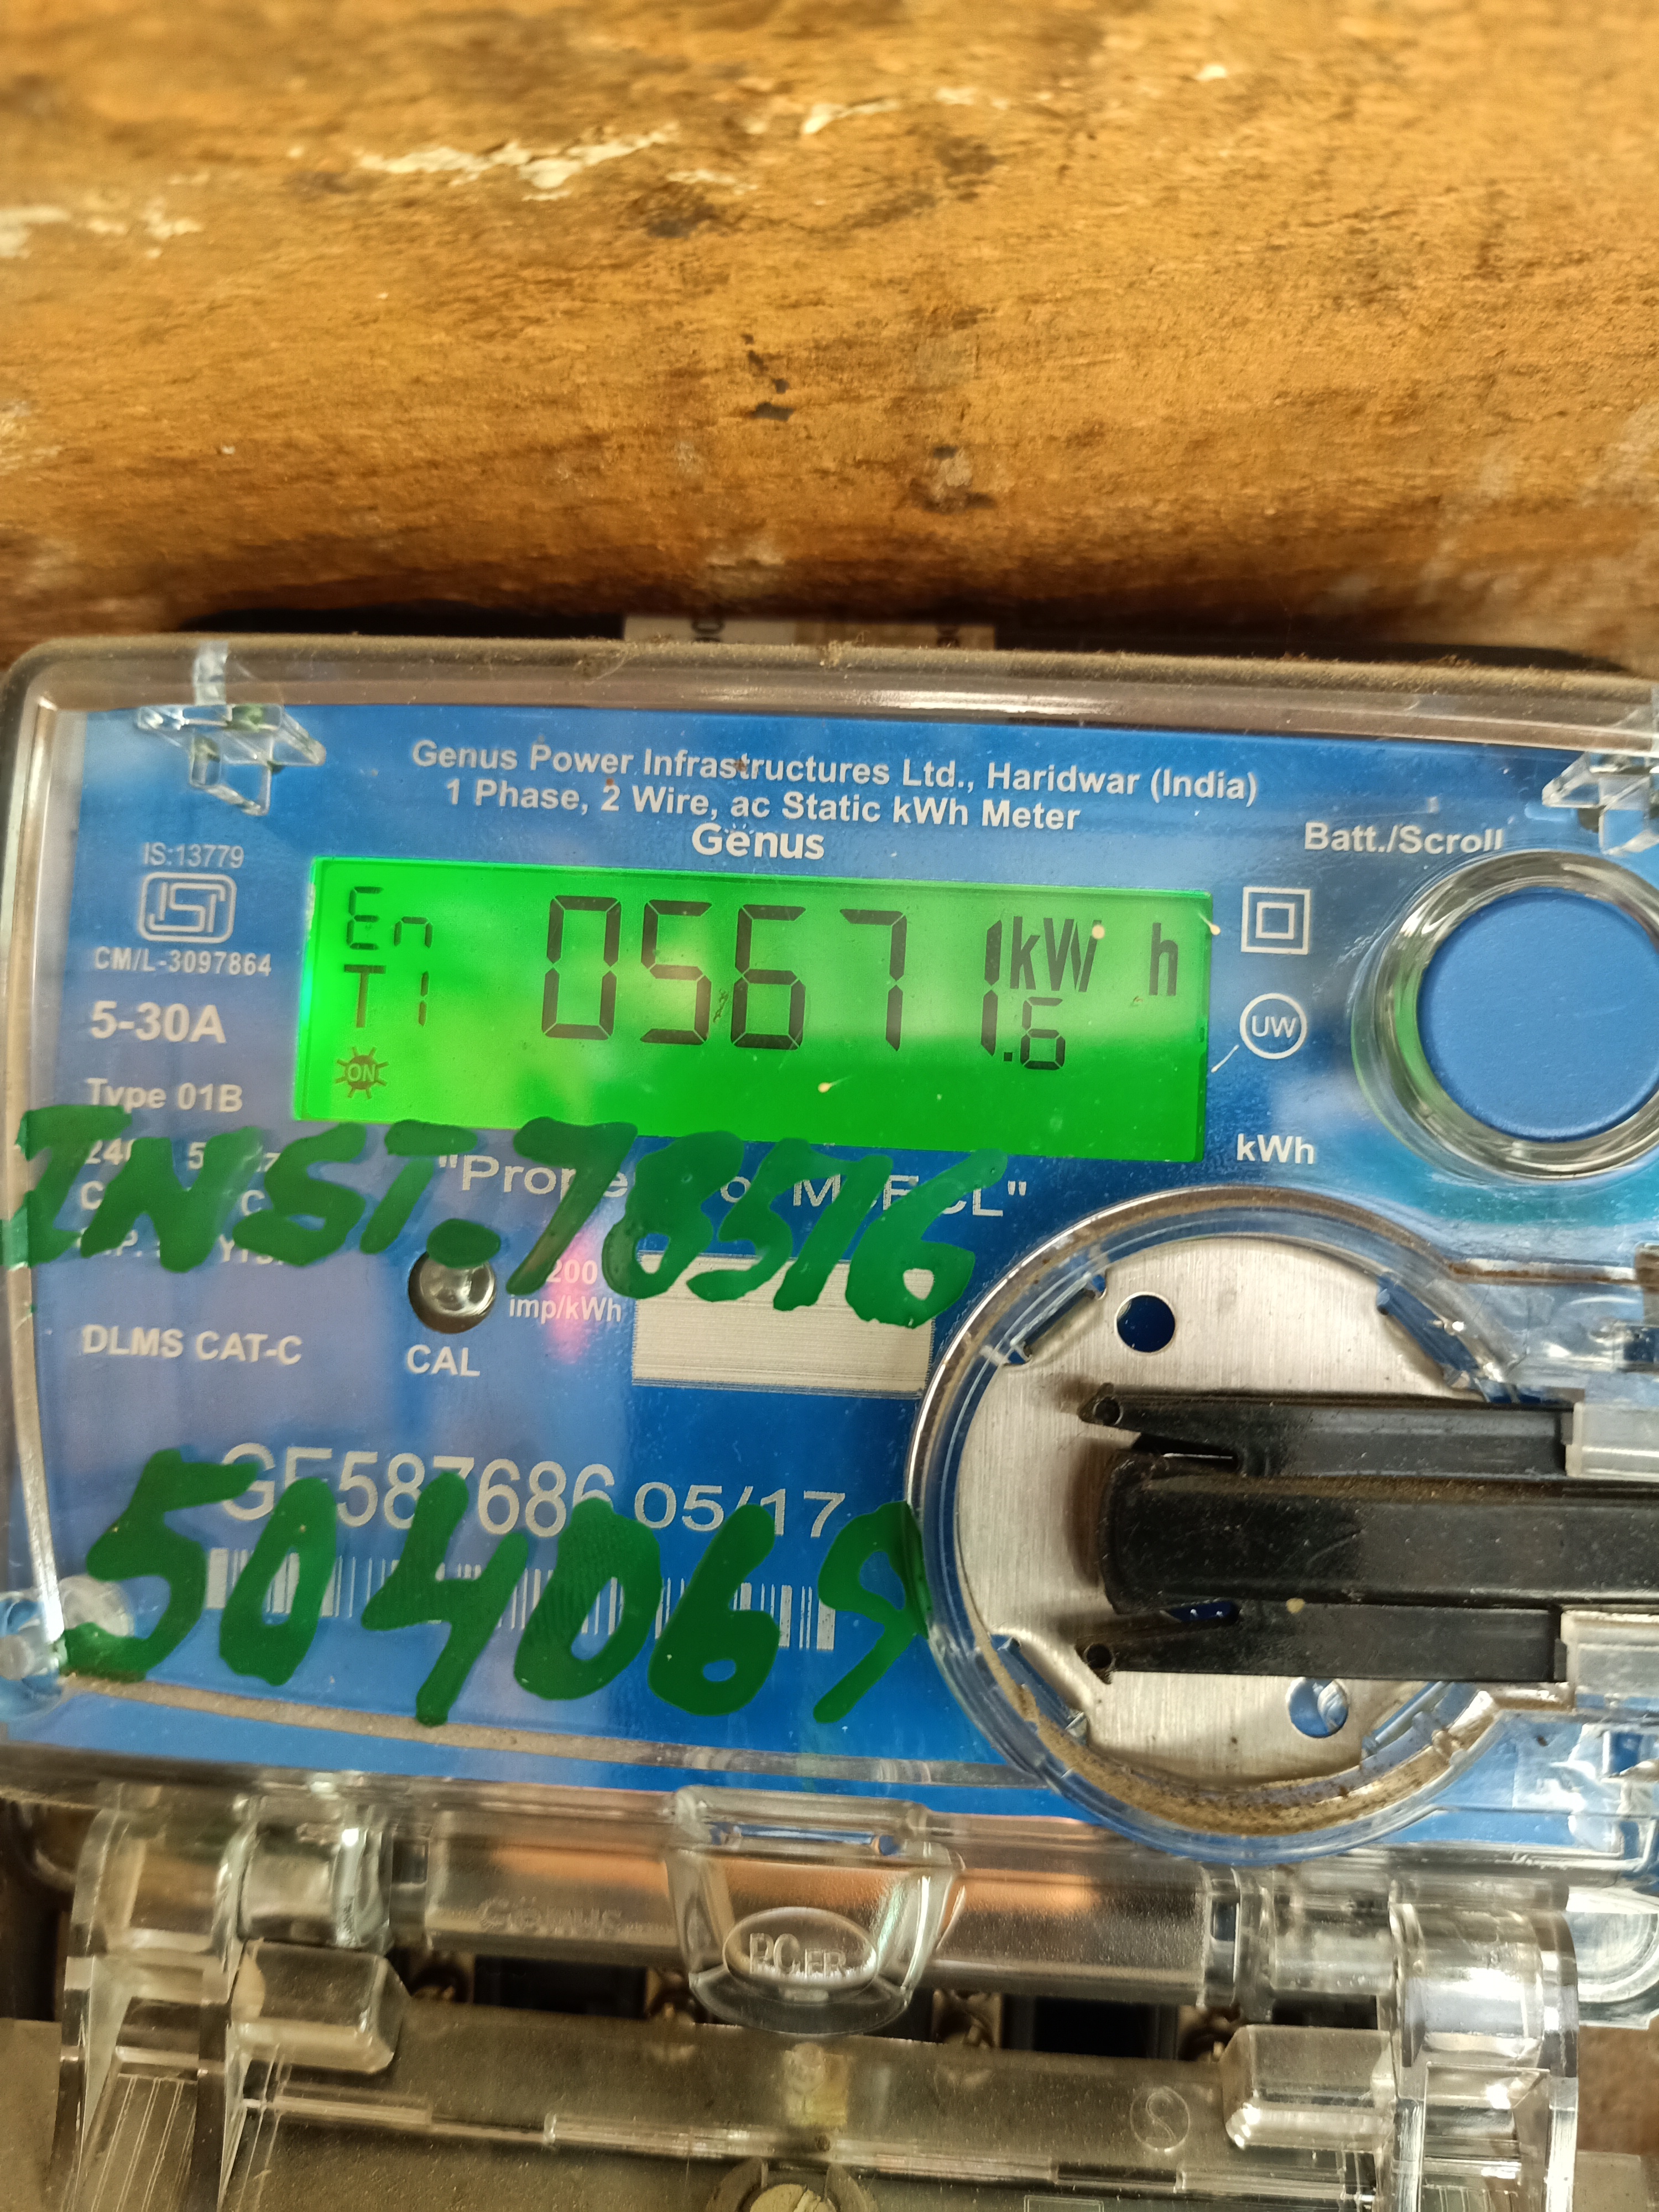 Genus Power Infrastructures Ltd., Haridwar (India)
1 Phase, 2 Wire, ac Static kWh Meter
Genus
Batt./Scroll
IS:13779
ISI
CM/L-3097864
5-30A
Type 01B
En
T1
05671.6 kWh
ON
UW
kWh
INST.78516
200
imp/kWh
DLMS CAT-C
CAL
GE587686 05/17
504069
Genus
S